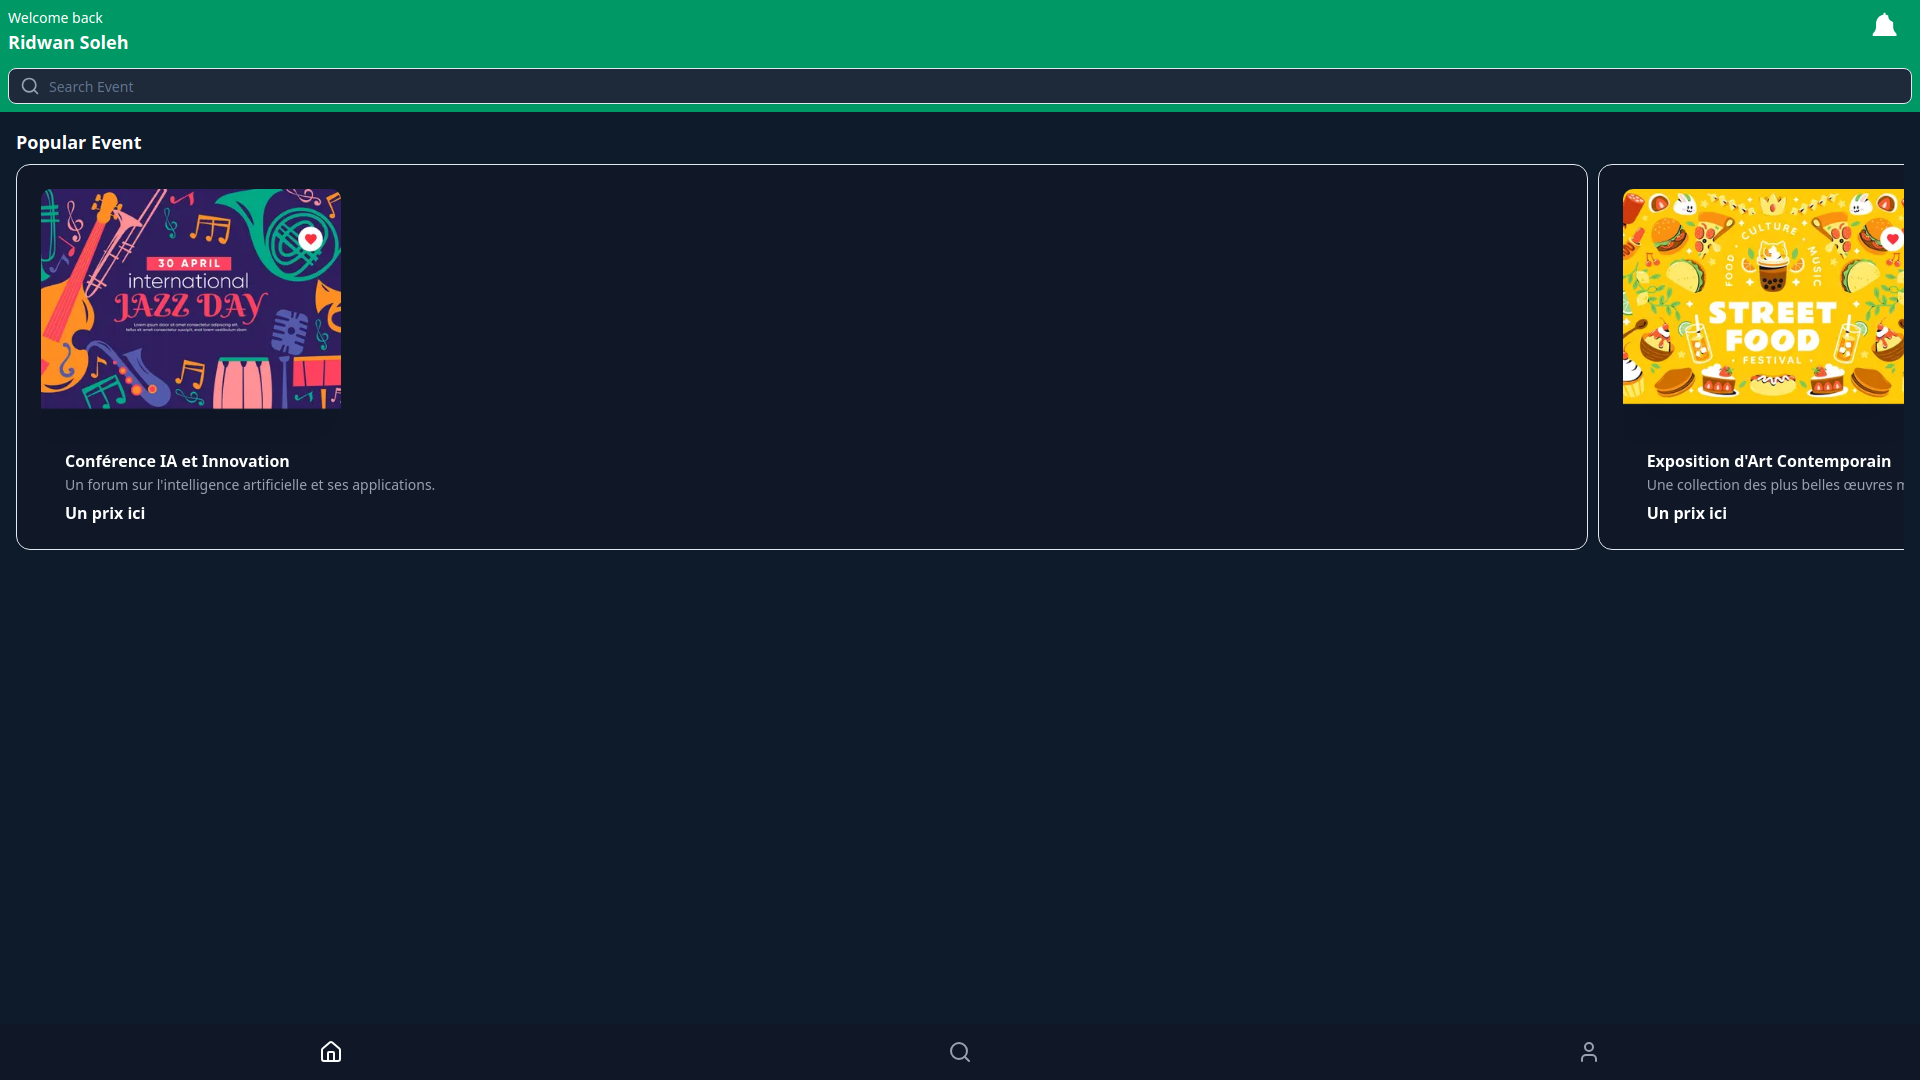 Welcome back
Ridwan Soleh
Search Event
Popular Event
30 APRIL
international
JAZZ DAY
Conférence IA et Innovation
Un forum sur l'intelligence artificielle et ses applications.
Un prix ici
CULTURE
FOOD
MUSIC
STREET
FOOD
· FESTIVAL ·
Exposition d'Art Contemporain
Une collection des plus belles œuvres
Un prix ici